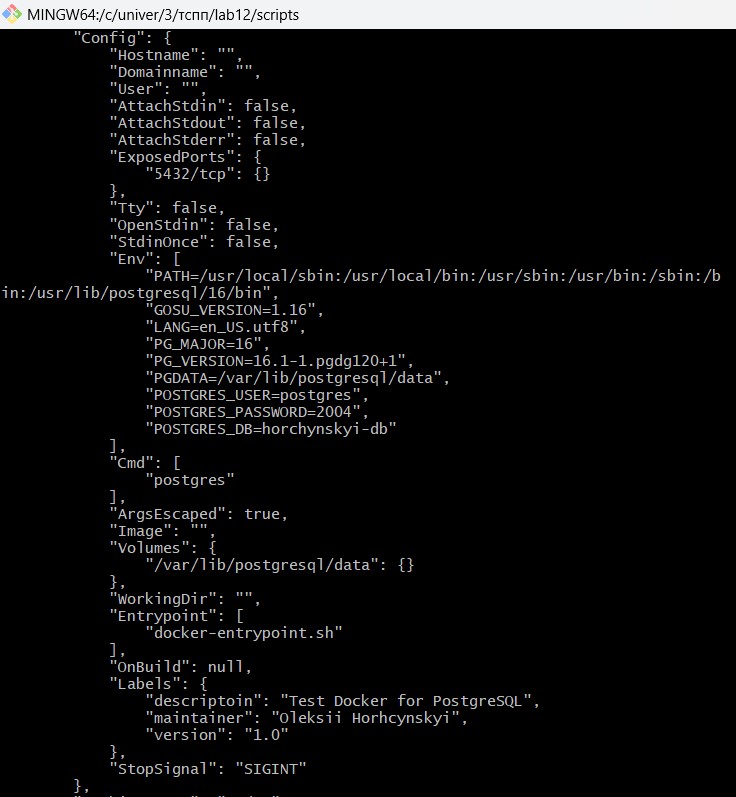 MINGW64:/c/univer/3/тспп/lab12/scripts
"Config": {
"Hostname": "",
"Domainname": "",
"User": "",
"AttachStdin": false,
"AttachStdout": false,
"AttachStderr": false,
"ExposedPorts": {
"5432/tcp": {}
},
"Tty": false,
"OpenStdin": false,
"StdinOnce": false,
"Env": [
"PATH=/usr/local/sbin:/usr/local/bin:/usr/sbin:/usr/bin:/sbin:/b
in:/usr/lib/postgresql/16/bin",
"GOSU_VERSION=1.16",
"LANG=en_US.utf8",
"PG_MAJOR=16",
"PG_VERSION=16.1-1.pgdg120+1",
"PGDATA=/var/lib/postgresql/data",
"POSTGRES_USER=postgres",
"POSTGRES_PASSWORD=2004",
"POSTGRES_DB=horchynskyi-db"
],
"Cmd": [
"postgres"
],
"ArgsEscaped": true,
"Image": "",
"Volumes": {
"/var/lib/postgresql/data": {}
},
"WorkingDir": "",
"Entrypoint": [
"docker-entrypoint.sh"
],
"OnBuild": null,
"Labels": {
"descriptoin": "Test Docker for PostgreSQL",
"maintainer": "Oleksii Horhcynskyi",
"version": "1.0"
},
"StopSignal": "SIGINT"
},